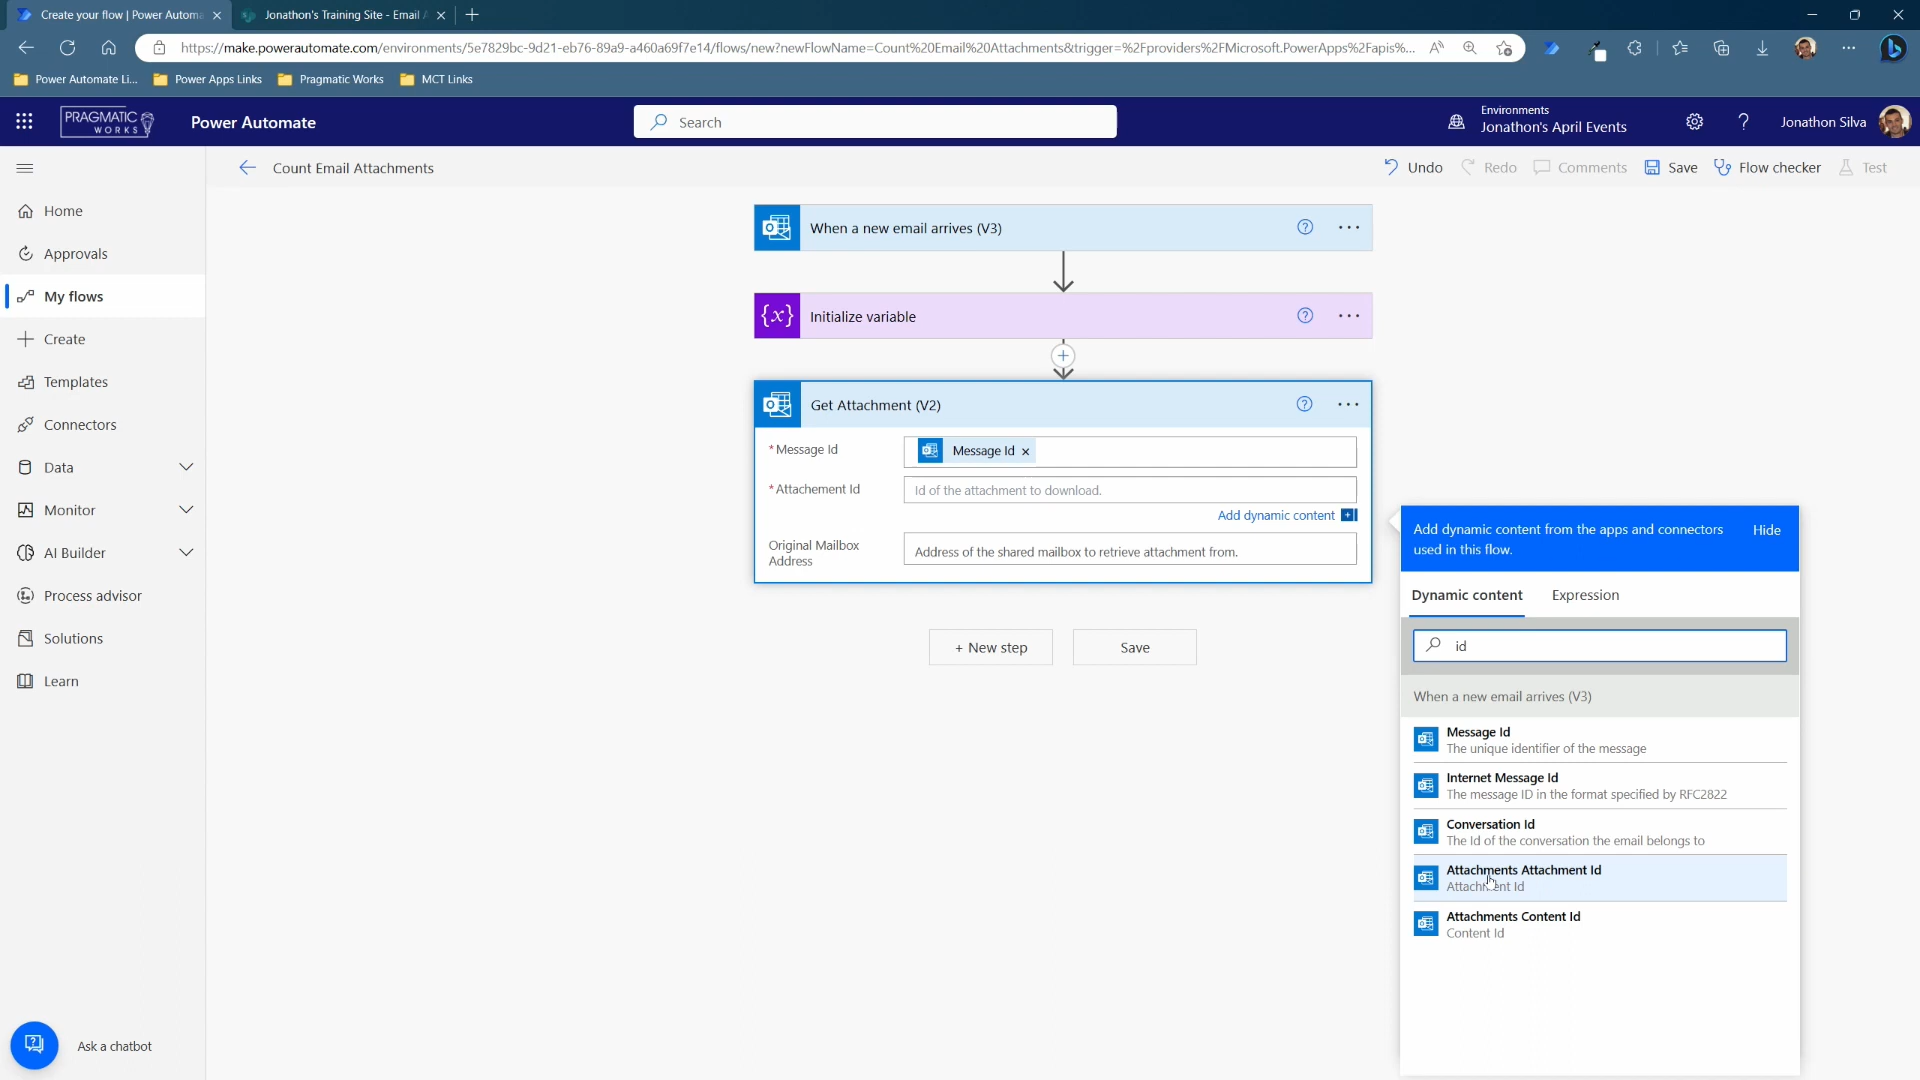 Create your flow | Power Automa
Jonathon's Training Site - Email A
https://make.powerautomate.com/environments/5e7829bc-9d21-eb76-89a9-a460a69f7e14/flows/new?newFlowName=Count%20Email%20Attachments&trigger=%2Fproviders%2FMicrosoft.PowerApps%2Fapis%...
Power Automate Li...
Power Apps Links
Pragmatic Works
MCT Links
PRAGMATIC WORKS
Power Automate
Search
Environments
Jonathon's April Events
Jonathon Silva
Count Email Attachments
Undo
Redo
Comments
Save
Flow checker
Test
Home
Approvals
My flows
Create
Templates
Connectors
Data
Monitor
AI Builder
Process advisor
Solutions
Learn
Ask a chatbot
When a new email arrives (V3)
{x} Initialize variable
Get Attachment (V2)
* Message Id
Message Id ×
* Attachement Id
Id of the attachment to download.
Add dynamic content
Original Mailbox
Address
Address of the shared mailbox to retrieve attachment from.
+ New step
Save
Add dynamic content from the apps and connectors
used in this flow.
Hide
Dynamic content
Expression
id
When a new email arrives (V3)
Message Id
The unique identifier of the message
Internet Message Id
The message ID in the format specified by RFC2822
Conversation Id
The Id of the conversation the email belongs to
Attachments Attachment Id
Attachment Id
Attachments Content Id
Content Id